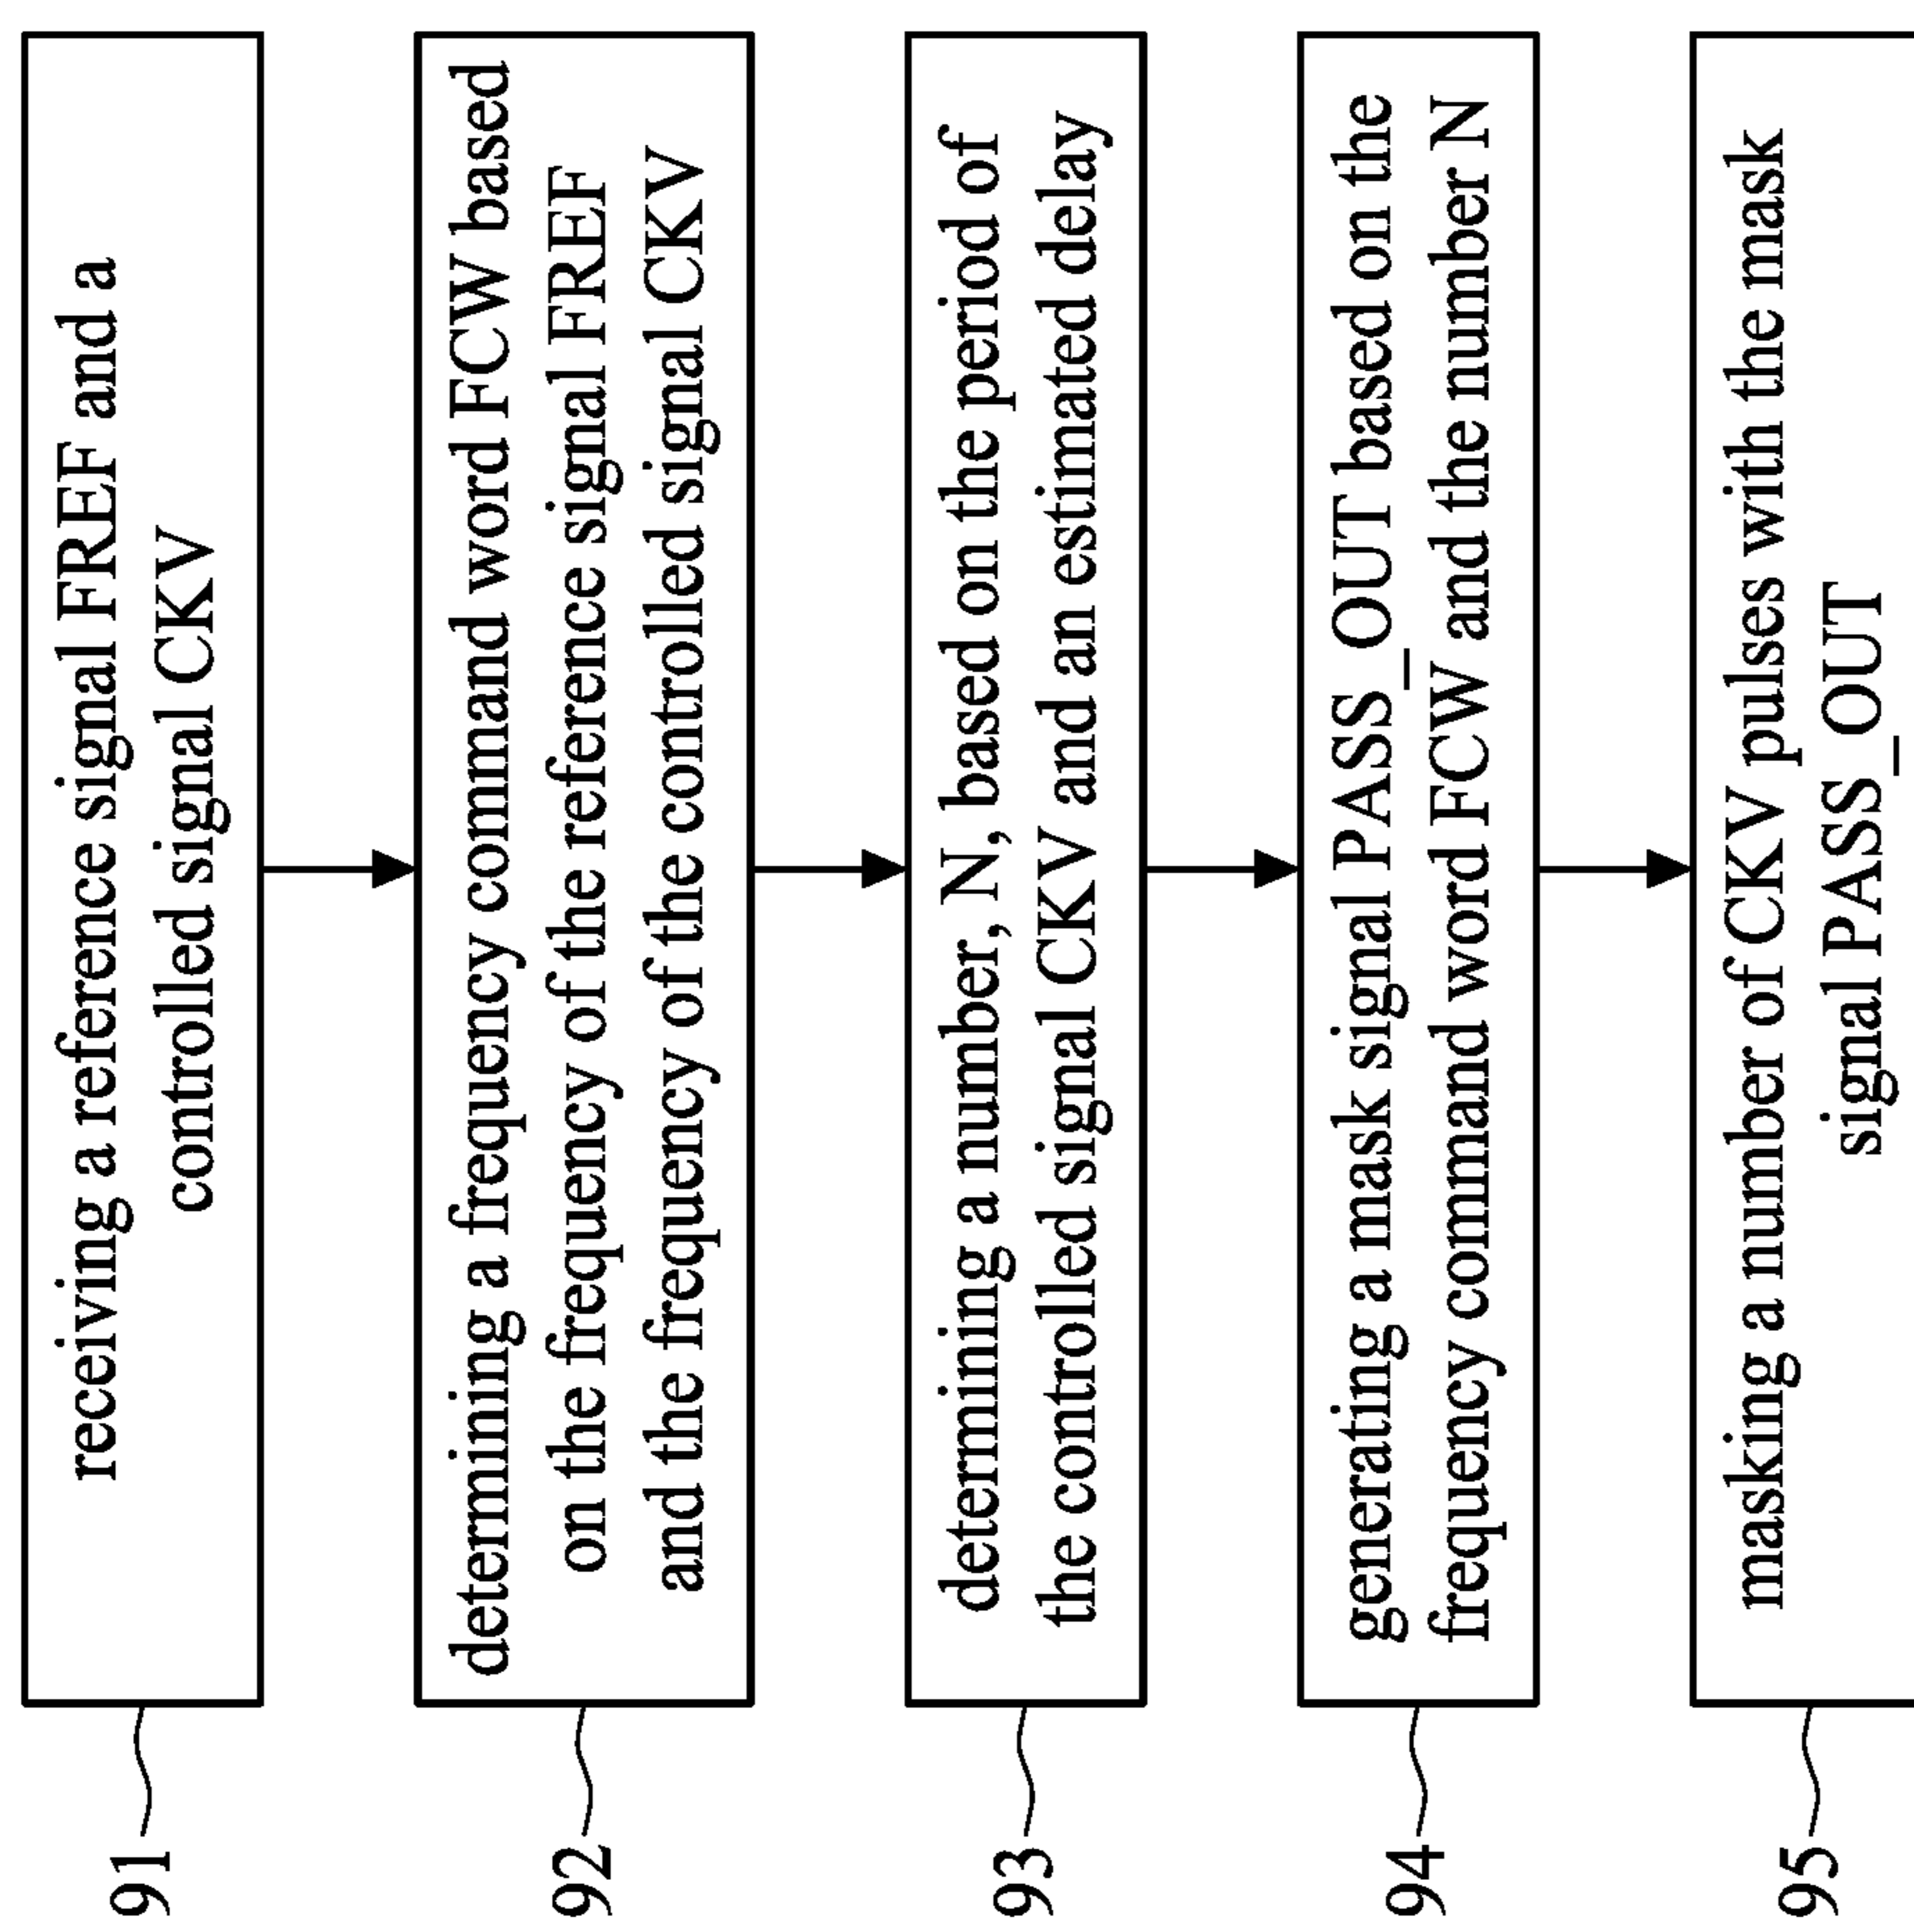 91
receiving a reference signal FREF and a
controlled signal CKV
92
determining a frequency command word FCW based
on the frequency of the reference signal FREF
and the frequency of the controlled signal CKV
93
determining a number, N, based on the period of
the controlled signal CKV and an estimated delay
94
generating a mask signal PASS_OUT based on the
frequency command word FCW and the number N
95
masking a number of CKV pulses with the mask
signal PASS_OUT